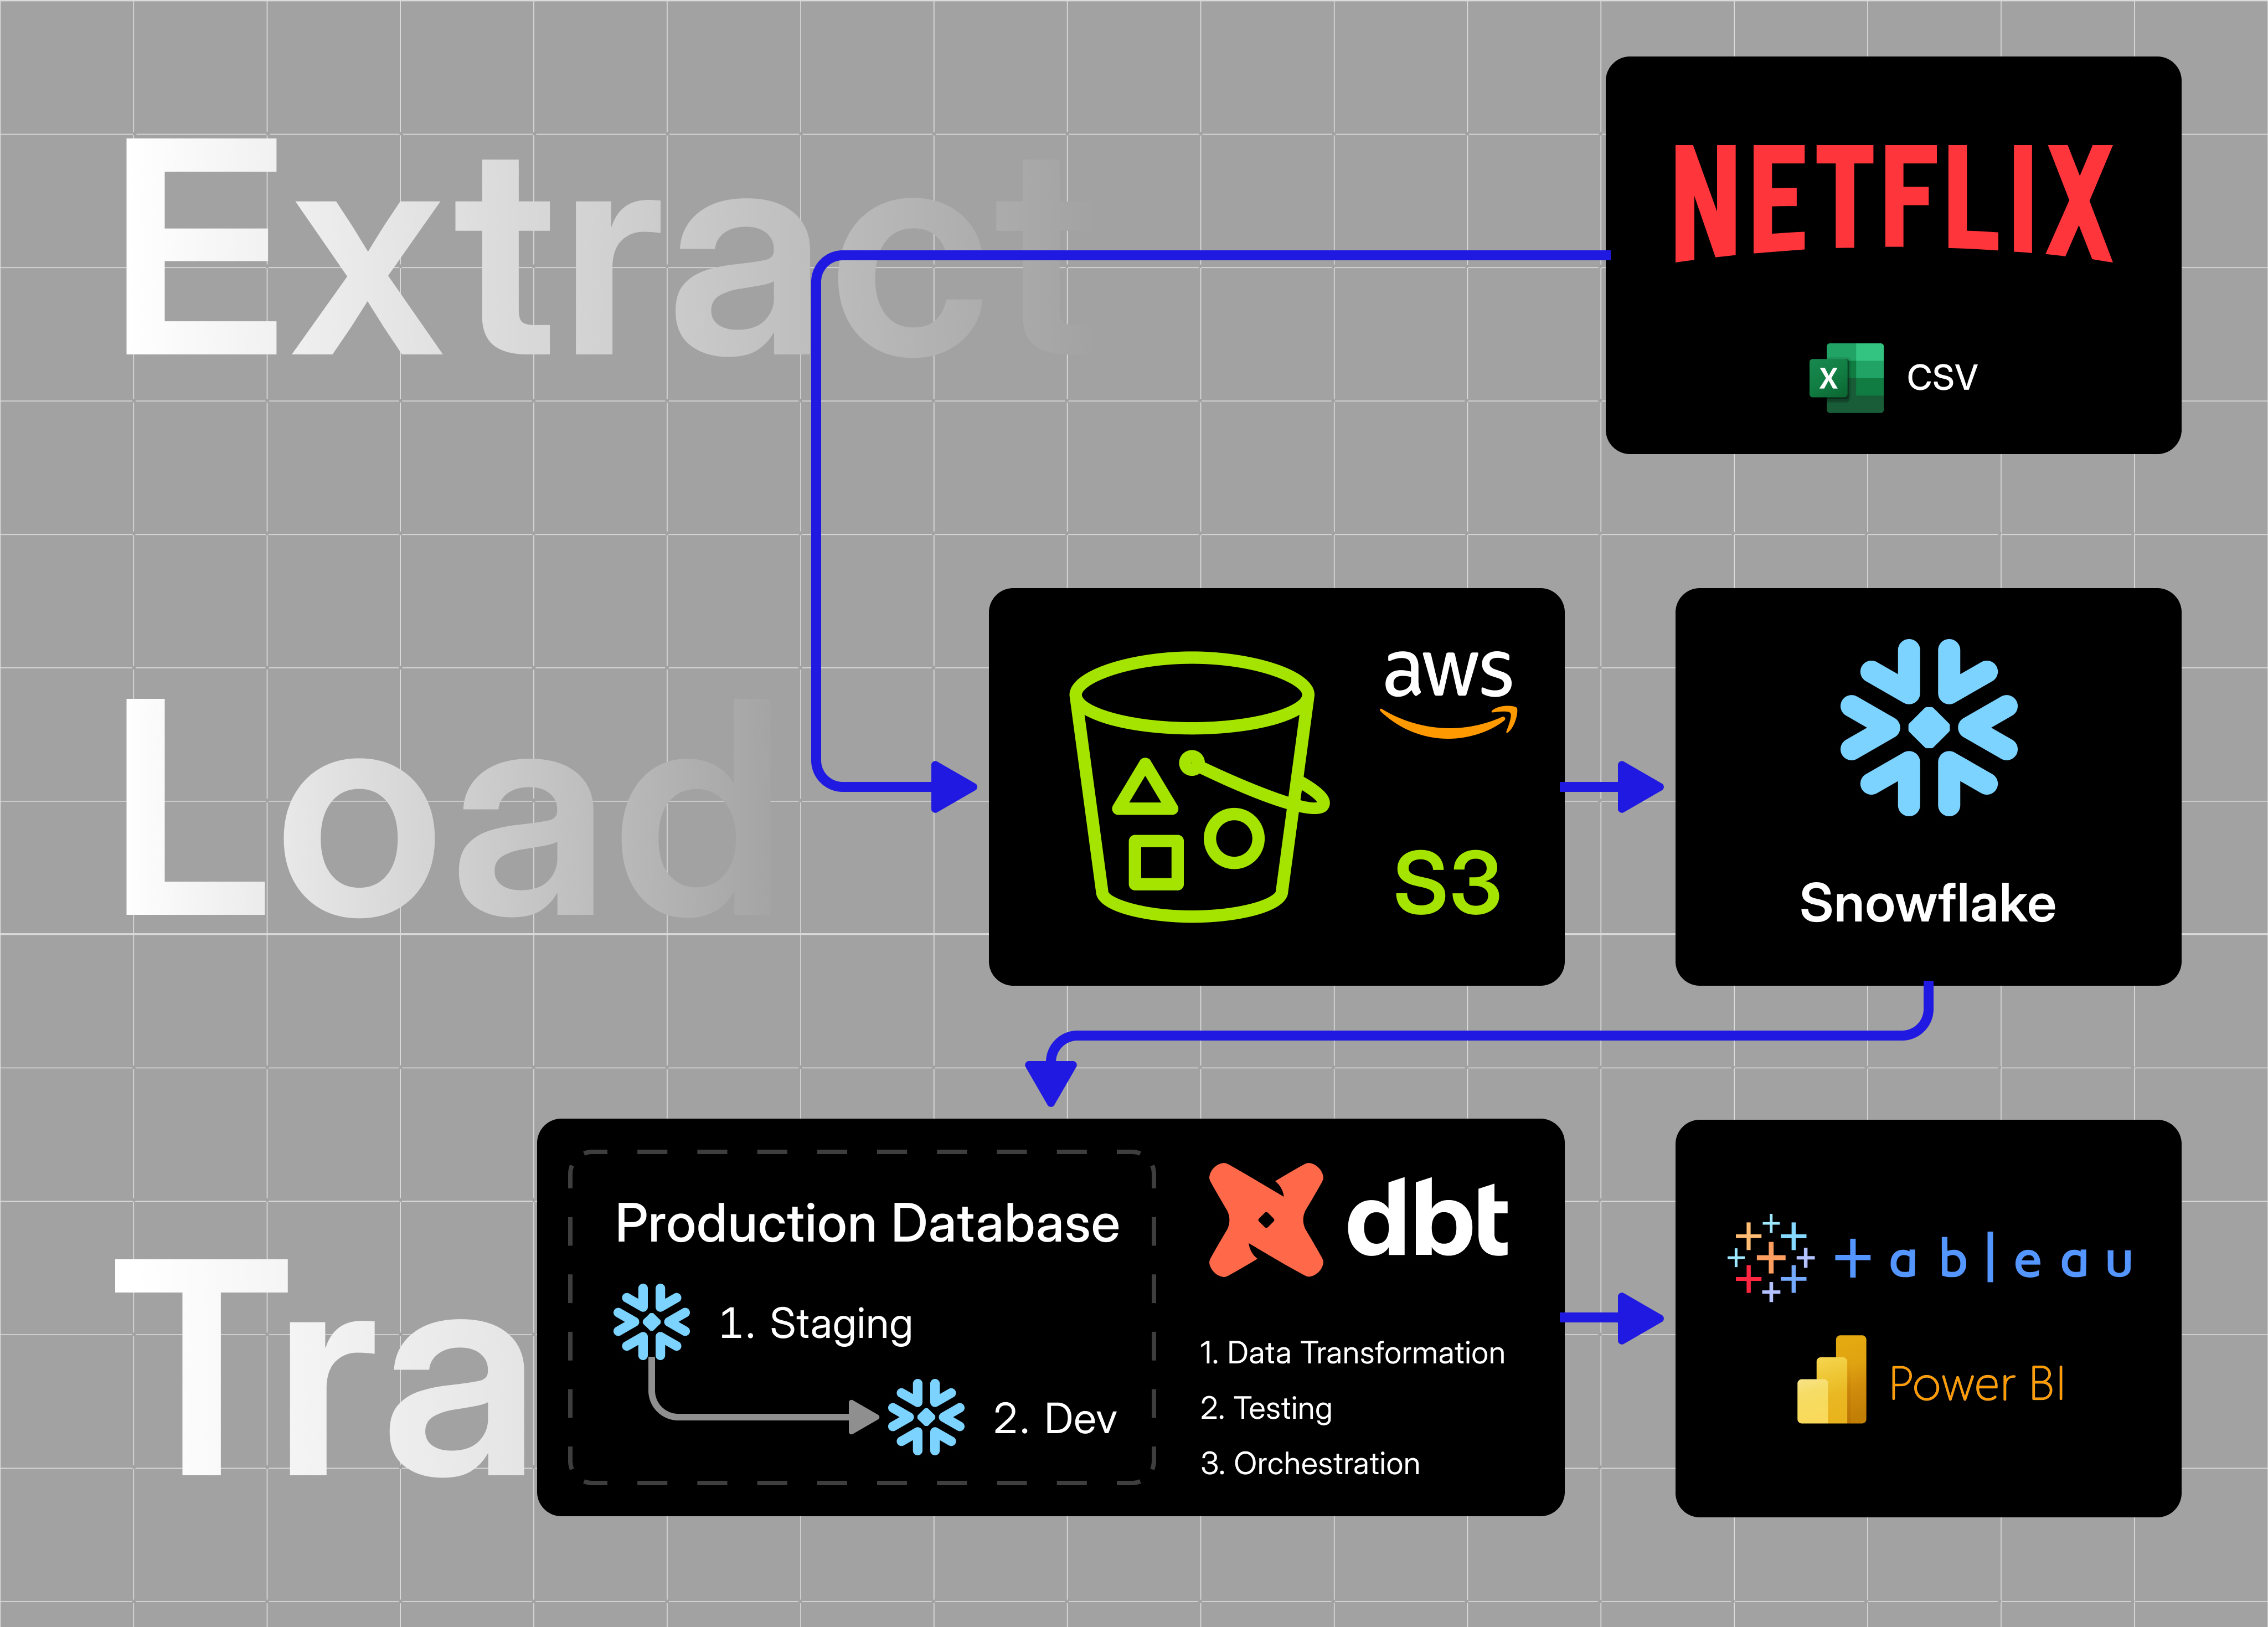 Extract
NETFLIX
X
CSV
Load
aws
S3
Snowflake
Tra
Production Database
1. Staging
2. Dev
dbt
1. Data Transformation
2. Testing
3. Orchestration
+ableau
Power BI